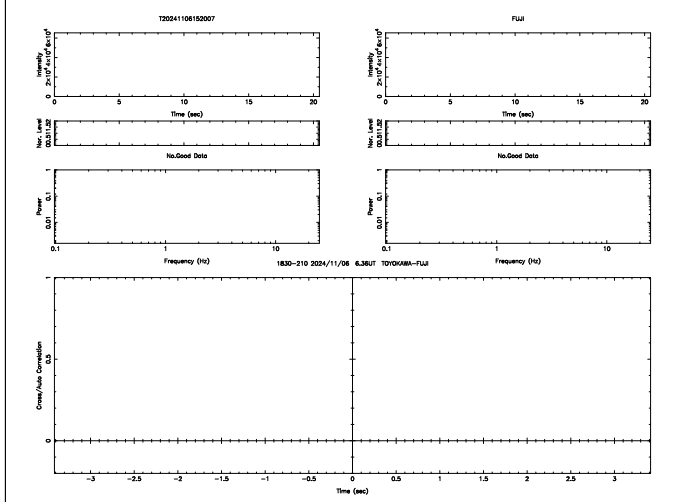 T20241106152007
FUJI
Intensity
0 2×10⁴ 4×10⁴ 6×10⁴
0 5 10 15 20
Time (sec)
Intensity
0 2×10⁴ 4×10⁴ 6×10⁴
0 5 10 15 20
Time (sec)
Nor. Level
00.511.52
Nor. Level
00.511.52
No.Good Data
No.Good Data
Power
0.01 0.1 1
0.1 1 10
Frequency (Hz)
Power
0.01 0.1 1
0.1 1 10
Frequency (Hz)
1830-210 2024/11/06 6.36UT TOYOKAWA-FUJI
Cross/Auto Correlation
0 0.5 1
-3 -2.5 -2 -1.5 -1 -0.5 0 0.5 1 1.5 2 2.5 3
Time (sec)